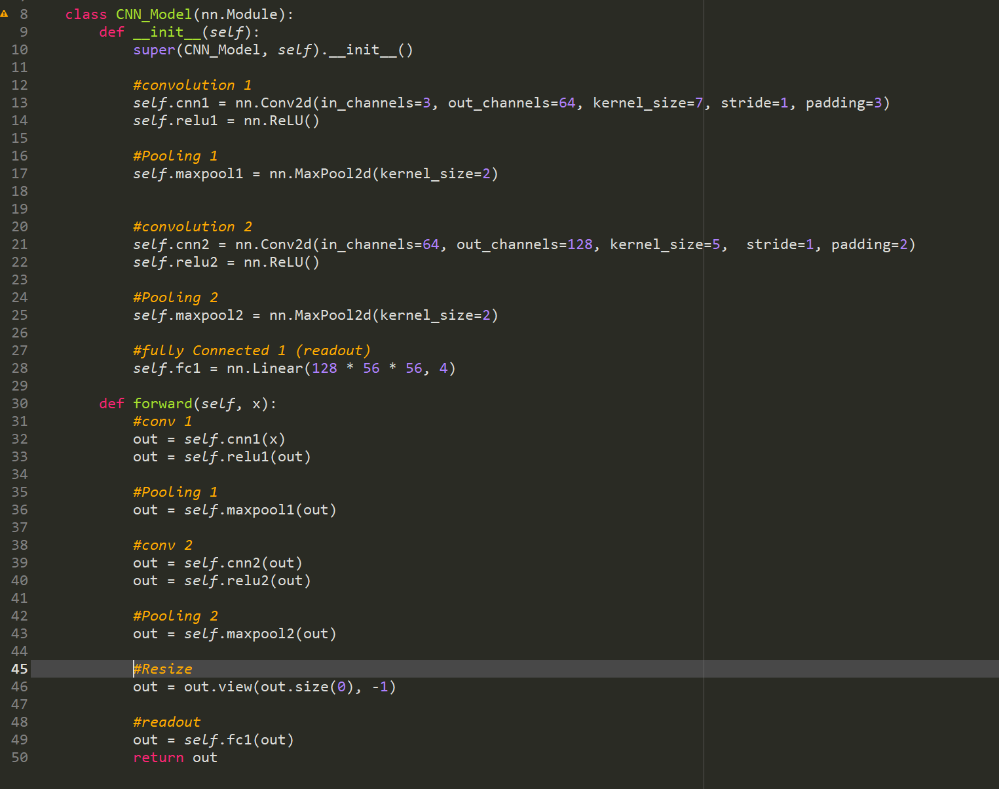 8 class CNN_Model(nn.Module):
9 def __init__(self):
10 super(CNN_Model, self).__init__()
11
12 #convolution 1
13 self.cnn1 = nn.Conv2d(in_channels=3, out_channels=64, kernel_size=7, stride=1, padding=3)
14 self.relu1 = nn.ReLU()
15
16 #Pooling 1
17 self.maxpool1 = nn.MaxPool2d(kernel_size=2)
18
19
20 #convolution 2
21 self.cnn2 = nn.Conv2d(in_channels=64, out_channels=128, kernel_size=5,  stride=1, padding=2)
22 self.relu2 = nn.ReLU()
23
24 #Pooling 2
25 self.maxpool2 = nn.MaxPool2d(kernel_size=2)
26
27 #fully Connected 1 (readout)
28 self.fc1 = nn.Linear(128 * 56 * 56, 4)
29
30 def forward(self, x):
31 #conv 1
32 out = self.cnn1(x)
33 out = self.relu1(out)
34
35 #Pooling 1
36 out = self.maxpool1(out)
37
38 #conv 2
39 out = self.cnn2(out)
40 out = self.relu2(out)
41
42 #Pooling 2
43 out = self.maxpool2(out)
44
45 #Resize
46 out = out.view(out.size(0), -1)
47
48 #readout
49 out = self.fc1(out)
50 return out